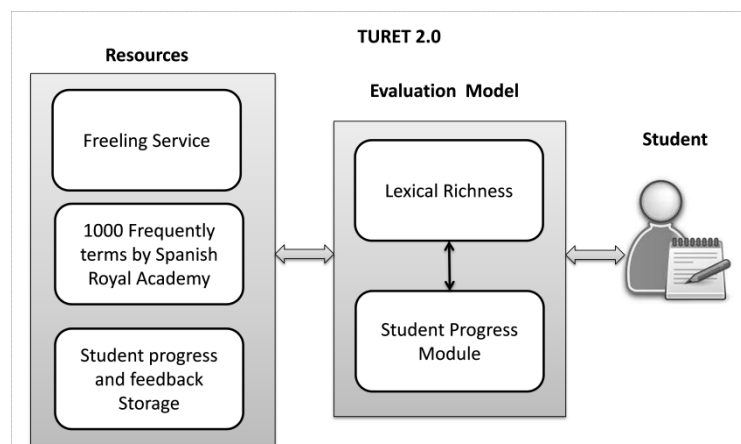 TURET 2.0
Resources
Freeling Service
1000 Frequently
terms by Spanish
Royal Academy
Student progress
and feedback
Storage
Evaluation Model
Lexical Richness
Student Progress
Module
Student